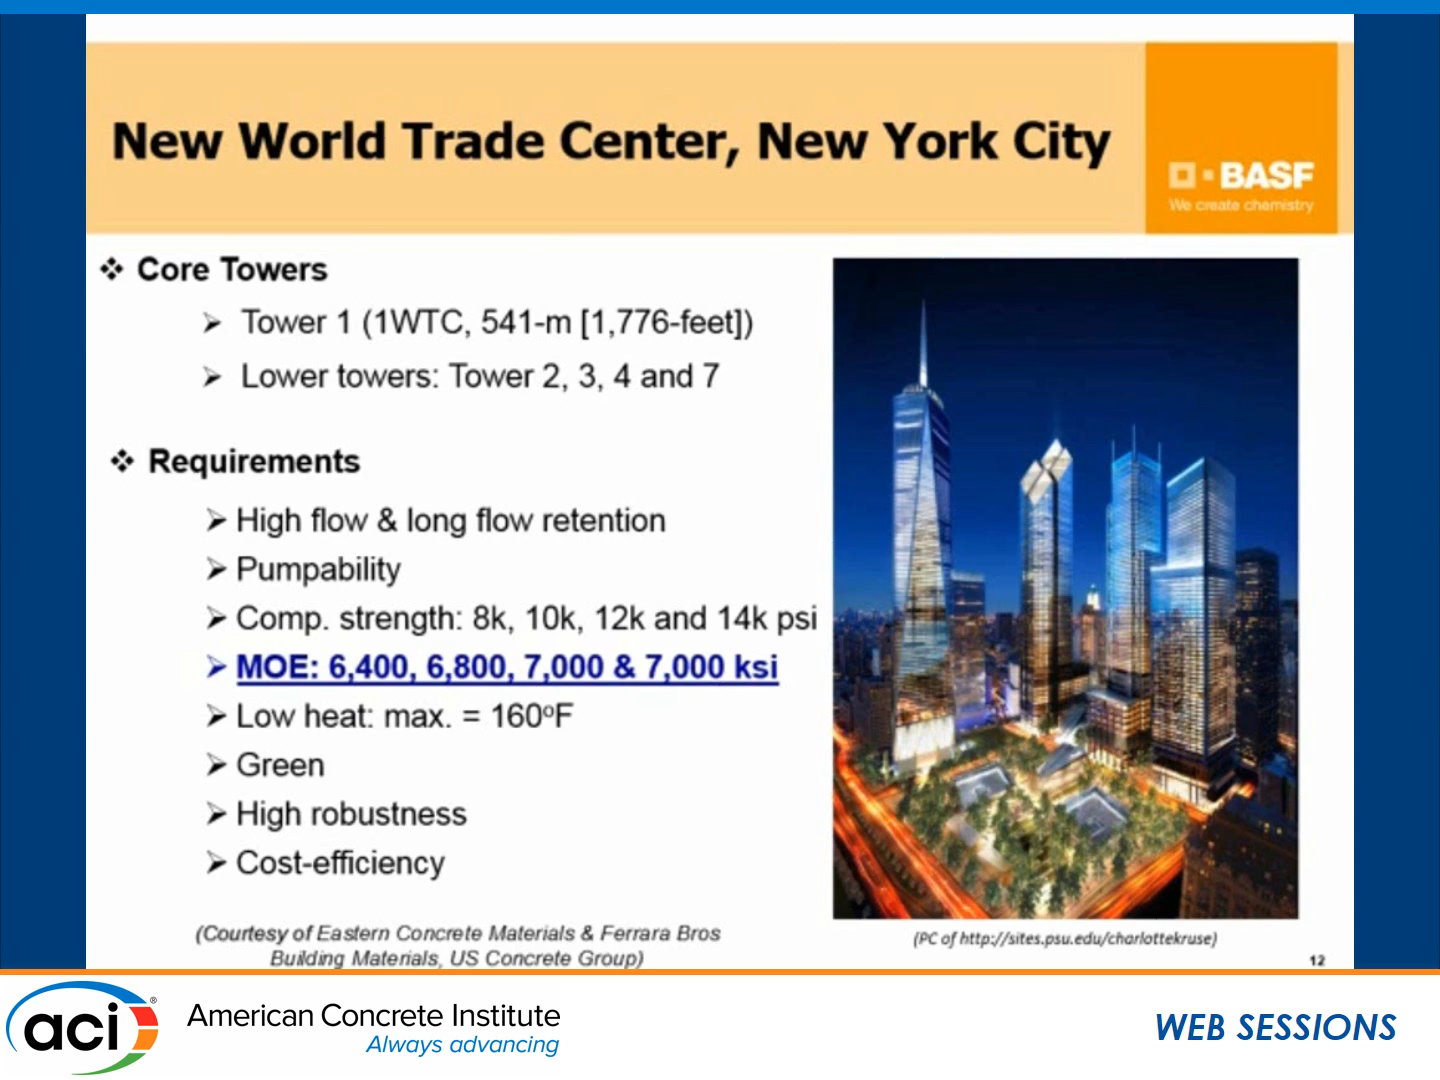 New World Trade Center, New York City
BASF
We create chemistry
❖ Core Towers
➢ Tower 1 (1WTC, 541-m [1,776-feet])
➢ Lower towers: Tower 2, 3, 4 and 7
❖ Requirements
➢ High flow & long flow retention
➢ Pumpability
➢ Comp. strength: 8k, 10k, 12k and 14k psi
➢ MOE: 6,400, 6,800, 7,000 & 7,000 ksi
➢ Low heat: max. = 160ºF
➢ Green
➢ High robustness
➢ Cost-efficiency
(Courtesy of Eastern Concrete Materials & Ferrara Bros
Building Materials, US Concrete Group)
(PC of http://sites.psu.edu/charlottekruse)
12
aci®
American Concrete Institute
Always advancing
WEB SESSIONS